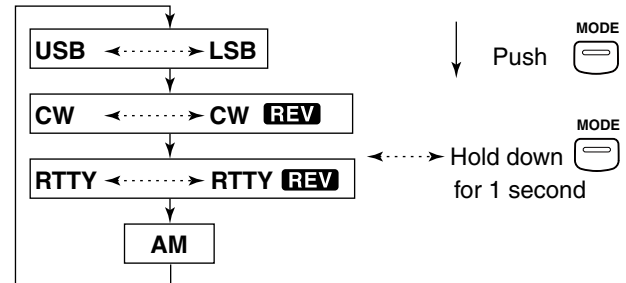 USB LSB
CW CW REV
RTTY RTTY REV
AM
MODE
Push
MODE
Hold down
for 1 second